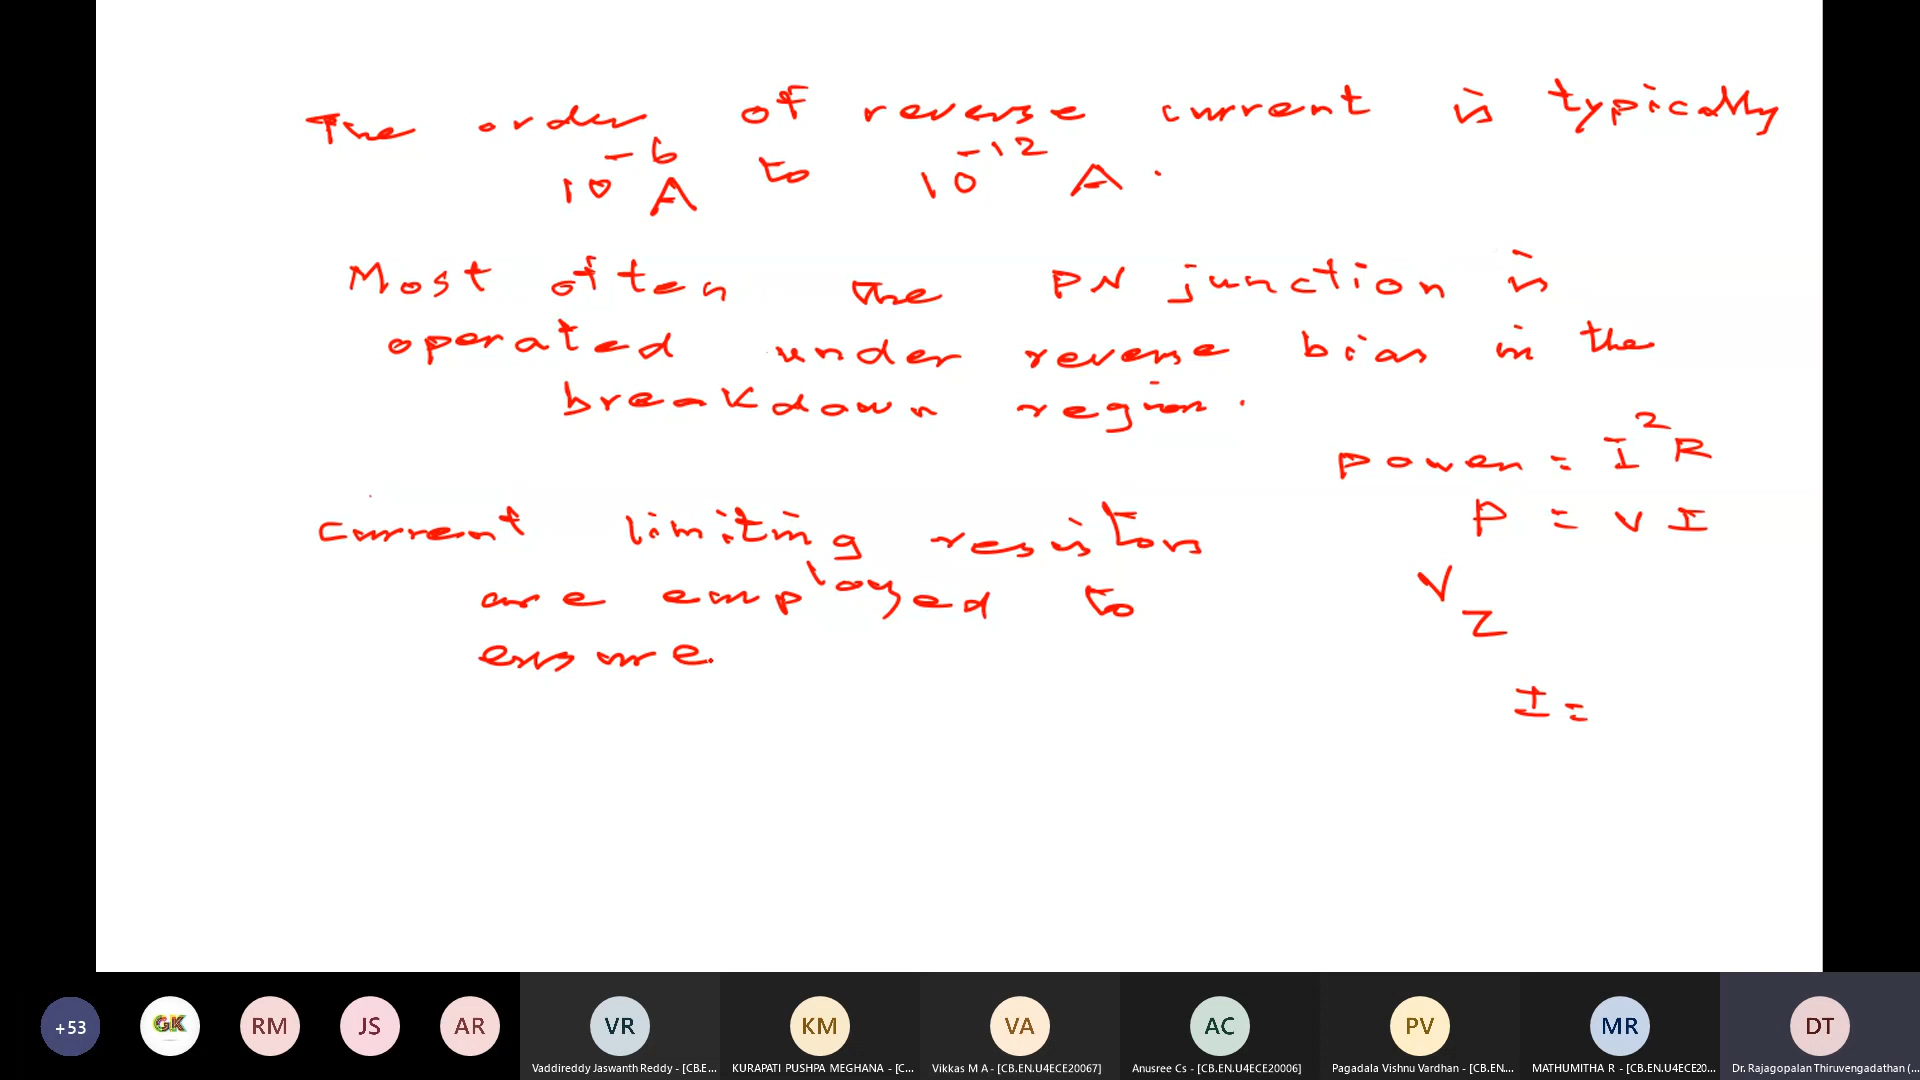 The order of reverse current is typically
10⁻⁶ A to 10⁻¹² A.
Most often the PN junction is
operated under reverse bias in the
breakdown region.
Power = I²R
P = VI
Current limiting resistors
are employed to
ensure
V_Z
I =
+53
GK
RM
JS
AR
VR
KM
VA
AC
PV
MR
DT
Vaddireddy Jaswanth Reddy - [CB.E...
KURAPATI PUSHPA MEGHANA - [C...
Vikkas M A - [CB.EN.U4ECE20067]
Anusree Cs - [CB.EN.U4ECE20006]
Pagadala Vishnu Vardhan - [CB.EN....
MATHUMITHA R - [CB.EN.U4ECE20...
Dr. Rajagopalan Thiruvengadathan (...